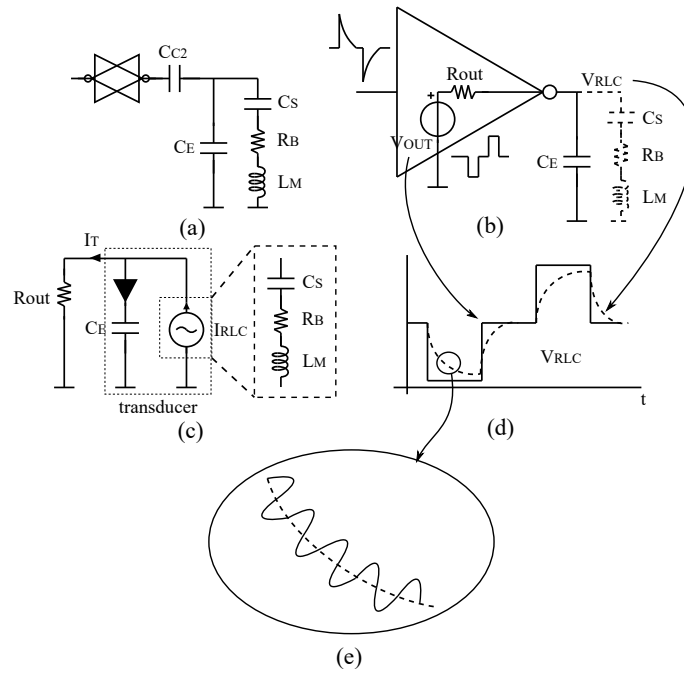 CC2
CS
CE
RB
LM
(a)
Rout
+
VOUT
VRLC
CS
CE
RB
LM
(b)
IT
Rout
CE
IRLC
CS
RB
LM
transducer
(c)
VRLC
t
(d)
(e)